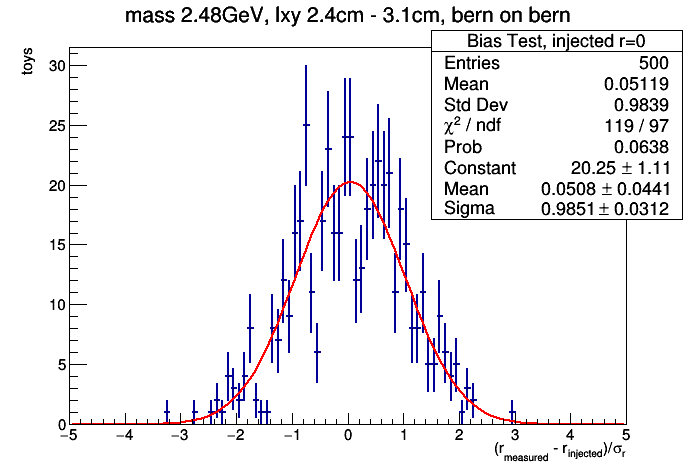 mass 2.48GeV, lxy 2.4cm - 3.1cm, bern on bern
Bias Test, injected r=0
Entries 500
Mean 0.05119
Std Dev 0.9839
χ² / ndf 119 / 97
Prob 0.0638
Constant 20.25 ± 1.11
Mean 0.0508 ± 0.0441
Sigma 0.9851 ± 0.0312
toys
30
25
20
15
10
5
0
−5 −4 −3 −2 −1 0 1 2 3 4 5
(r_measured - r_injected)/σ_r